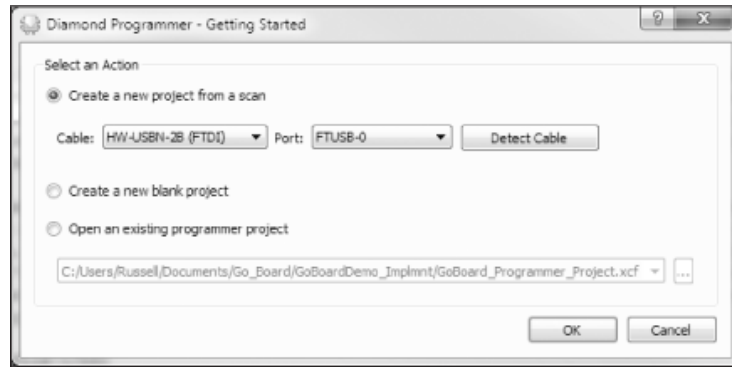 Diamond Programmer - Getting Started
Select an Action
Create a new project from a scan
Cable: HW-USBN-2B (FTDI) Port: FTUSB-0 Detect Cable
Create a new blank project
Open an existing programmer project
C:/Users/Russell/Documents/Go_Board/GoBoardDemo_Implmnt/GoBoard_Programmer_Project.xcf ...
OK Cancel